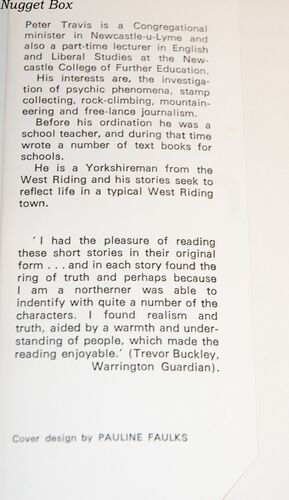 Nugget Box
Peter Travis is a Congregational
minister in Newcastle-u-Lyme and
also a part-time lecturer in English
and Liberal Studies at the New-
castle College of Further Education.
His interests are, the investiga-
tion of psychic phenomena, stamp
collecting, rock-climbing, mountain-
eering and free-lance journalism.
Before his ordination he was a
school teacher, and during that time
wrote a number of text books for
schools.
He is a Yorkshireman from the
West Riding and his stories seek to
reflect life in a typical West Riding
town.
'I had the pleasure of reading
these short stories in their original
form . . . and in each story found the
ring of truth and perhaps because
I am a northerner was able to
indentify with quite a number of the
characters. I found realism and
truth, aided by a warmth and under-
standing of people, which made the
reading enjoyable.' (Trevor Buckley,
Warrington Guardian).
Cover design by PAULINE FAULKS